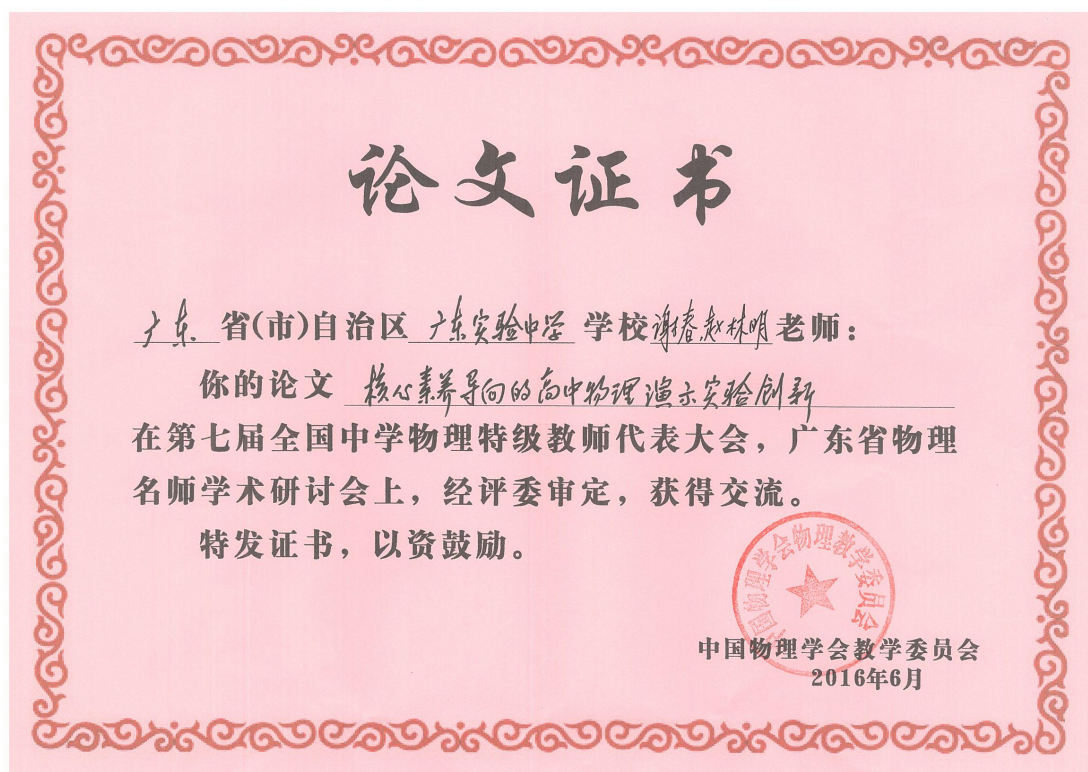 论文证书
广东 省(市)自治区 广东实验中学 学校 谢椿、赵林明 老师：
你的论文 核心素养导向的高中物理演示实验创新
在第七届全国中学物理特级教师代表大会，广东省物理
名师学术研讨会上，经评委审定，获得交流。
特发证书，以资鼓励。
中国物理学会物理教学委员会
中国物理学会教学委员会
2016年6月